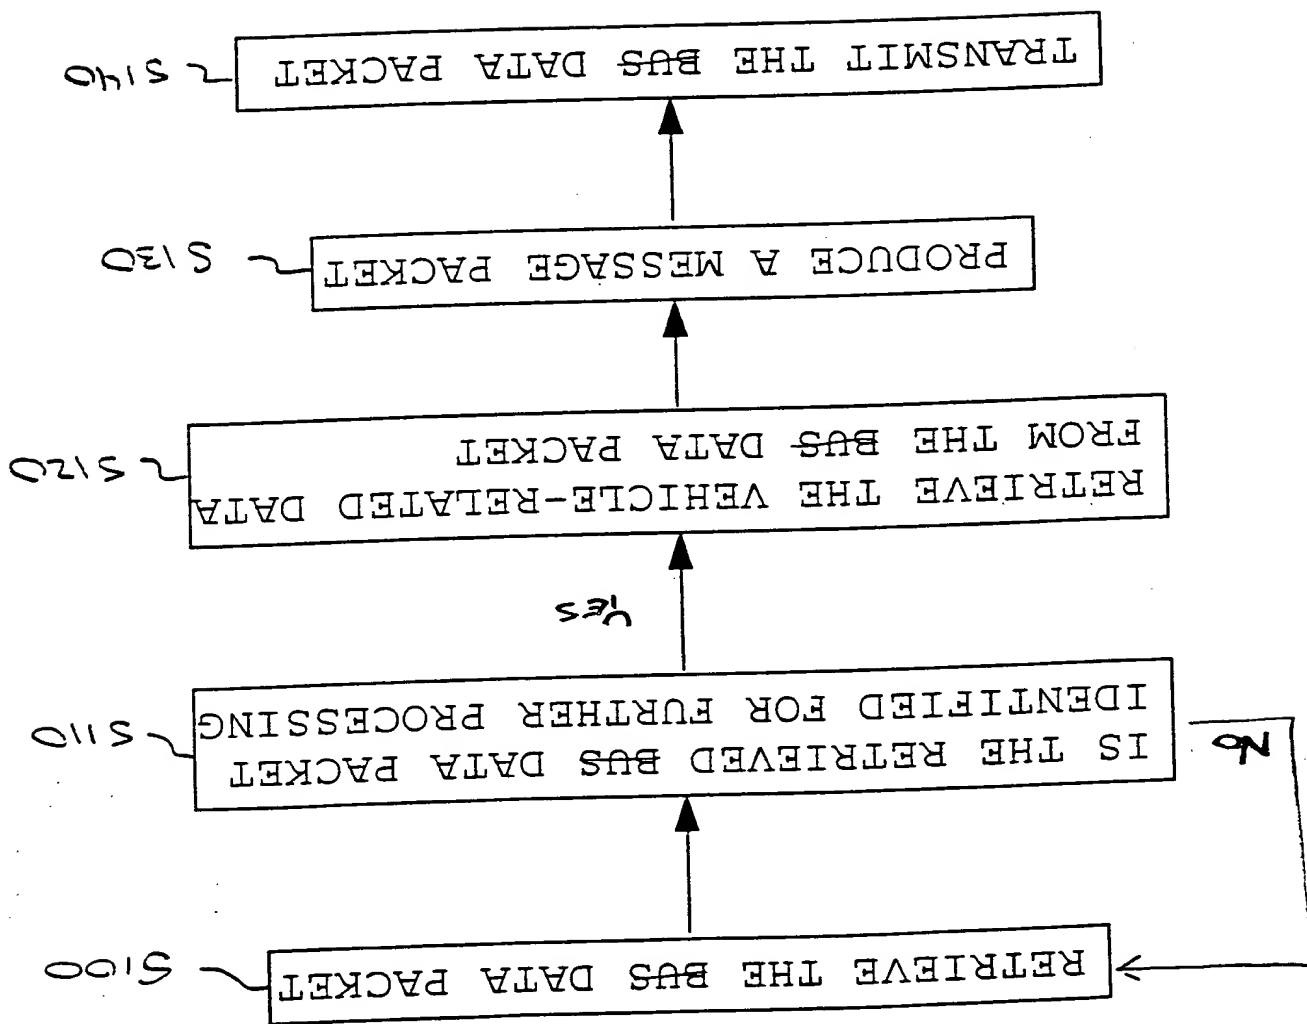 RETRIEVE THE BUS DATA PACKET
S100
IS THE RETRIEVED BUS DATA PACKET
IDENTIFIED FOR FURTHER PROCESSING
S110
NO
YES
RETRIEVE THE VEHICLE-RELATED DATA
FROM THE BUS DATA PACKET
S120
PRODUCE A MESSAGE PACKET
S130
TRANSMIT THE BUS DATA PACKET
S140